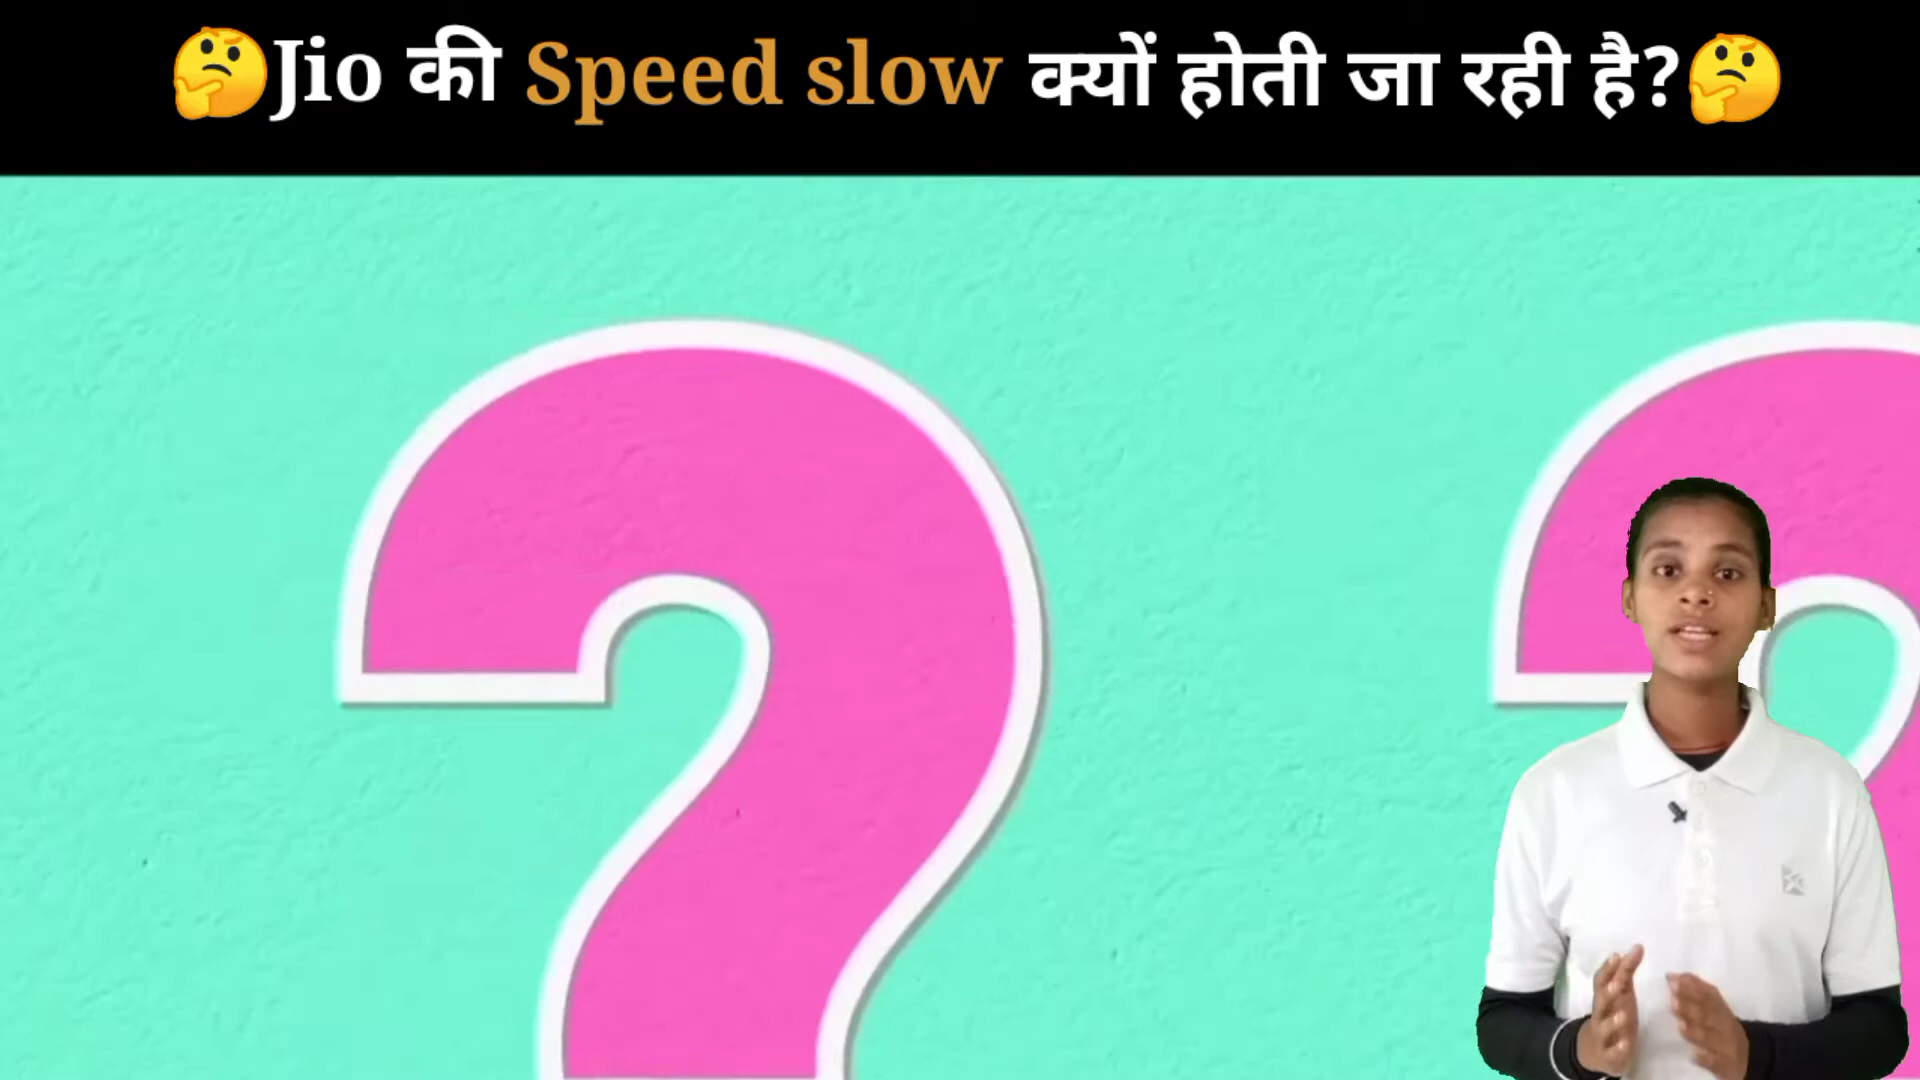 🤔Jio की Speed slow क्यों होती जा रही है?🤔